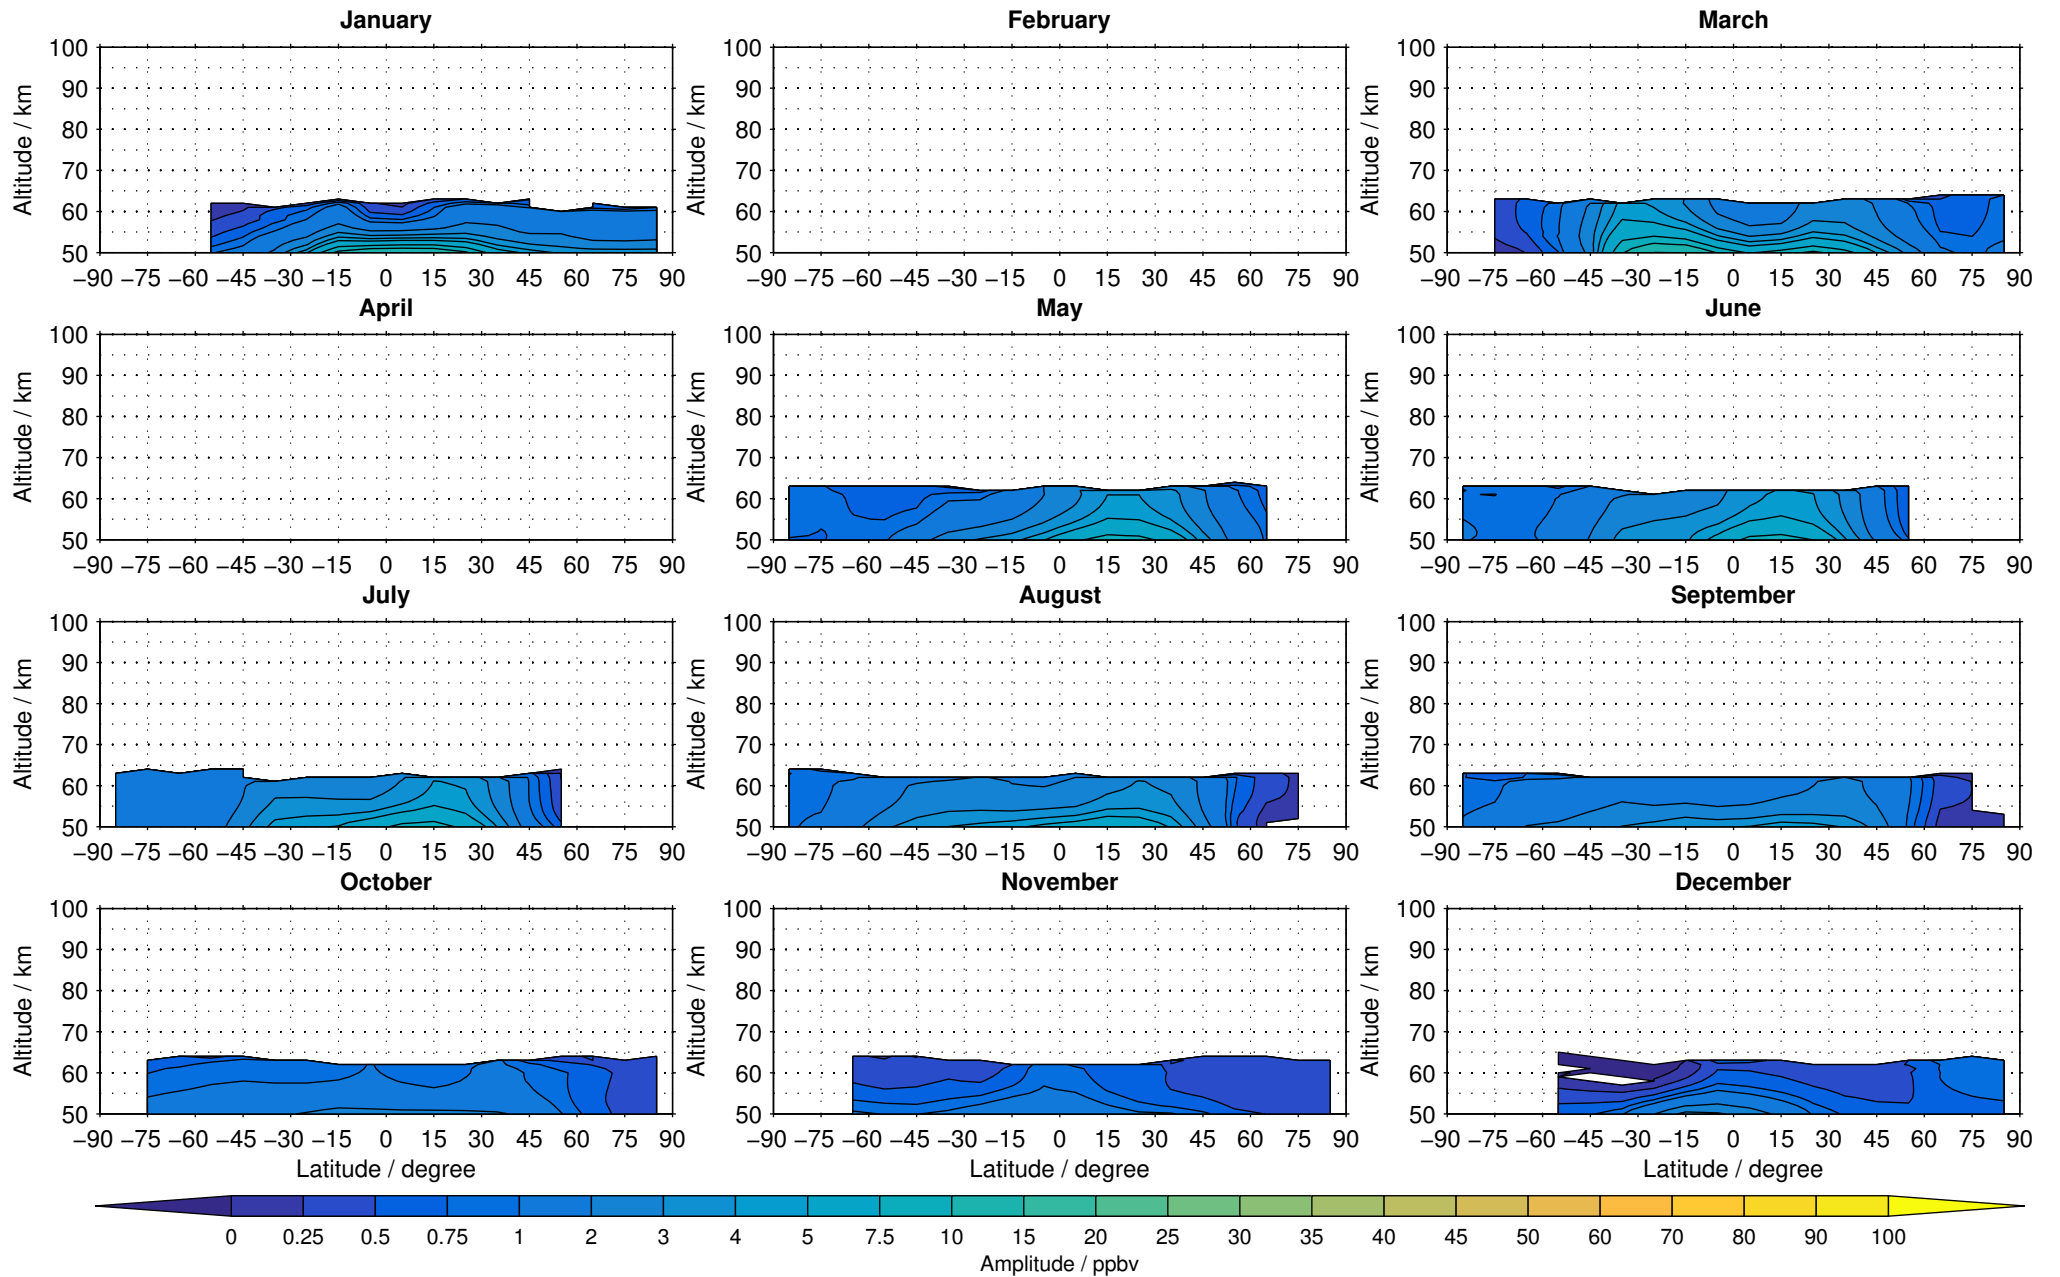 January
February
March
100 90 80 70 60 50
Altitude / km
−90 −75 −60 −45 −30 −15 0 15 30 45 60 75 90
100 90 80 70 60 50
Altitude / km
−90 −75 −60 −45 −30 −15 0 15 30 45 60 75 90
100 90 80 70 60 50
Altitude / km
−90 −75 −60 −45 −30 −15 0 15 30 45 60 75 90
April
May
June
100 90 80 70 60 50
Altitude / km
−90 −75 −60 −45 −30 −15 0 15 30 45 60 75 90
100 90 80 70 60 50
Altitude / km
−90 −75 −60 −45 −30 −15 0 15 30 45 60 75 90
100 90 80 70 60 50
Altitude / km
−90 −75 −60 −45 −30 −15 0 15 30 45 60 75 90
July
August
September
100 90 80 70 60 50
Altitude / km
−90 −75 −60 −45 −30 −15 0 15 30 45 60 75 90
100 90 80 70 60 50
Altitude / km
−90 −75 −60 −45 −30 −15 0 15 30 45 60 75 90
100 90 80 70 60 50
Altitude / km
−90 −75 −60 −45 −30 −15 0 15 30 45 60 75 90
October
November
December
100 90 80 70 60 50
Altitude / km
−90 −75 −60 −45 −30 −15 0 15 30 45 60 75 90
Latitude / degree
100 90 80 70 60 50
Altitude / km
−90 −75 −60 −45 −30 −15 0 15 30 45 60 75 90
Latitude / degree
100 90 80 70 60 50
Altitude / km
−90 −75 −60 −45 −30 −15 0 15 30 45 60 75 90
Latitude / degree
0 0.25 0.5 0.75 1 2 3 4 5 7.5 10 15 20 25 30 35 40 45 50 60 70 80 90 100
Amplitude / ppbv